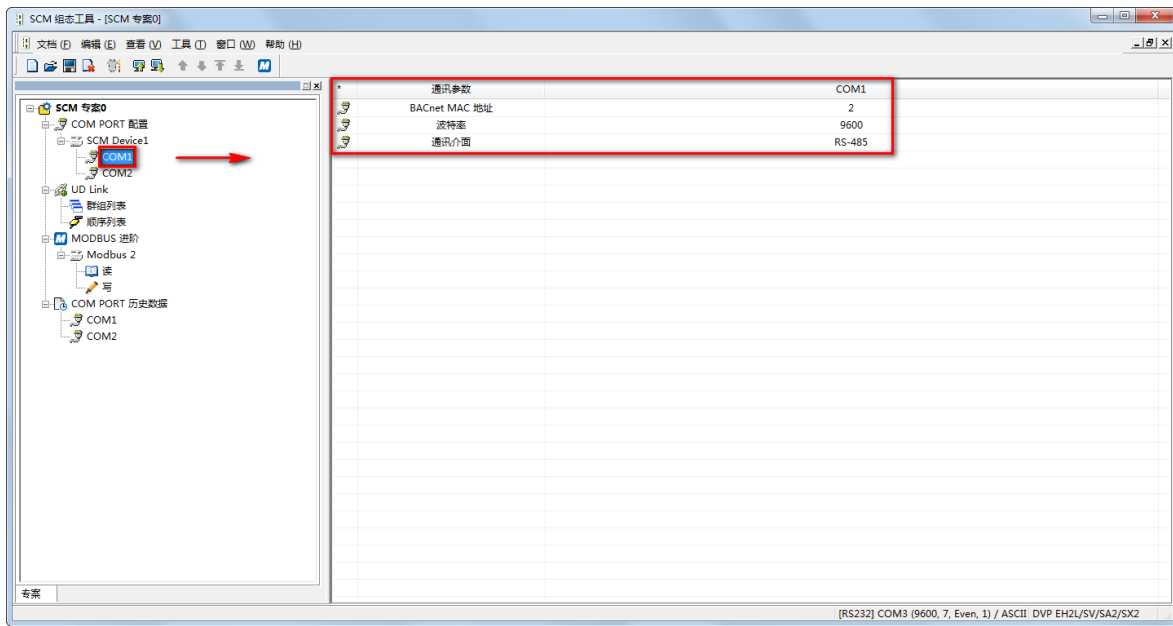 SCM 组态工具 - [SCM 专案0]
文档 (F) 编辑 (E) 查看 (V) 工具 (T) 窗口 (W) 帮助 (H)
SCM 专案0
COM PORT 配置
SCM Device1
COM1
COM2
UD Link
群组列表
顺序列表
MODBUS 进阶
Modbus 2
读
写
COM PORT 历史数据
COM1
COM2
专案
* 通讯参数 COM1
BACnet MAC 地址 2
波特率 9600
通讯介面 RS-485
[RS232] COM3 (9600, 7, Even, 1) / ASCII DVP EH2L/SV/SA2/SX2